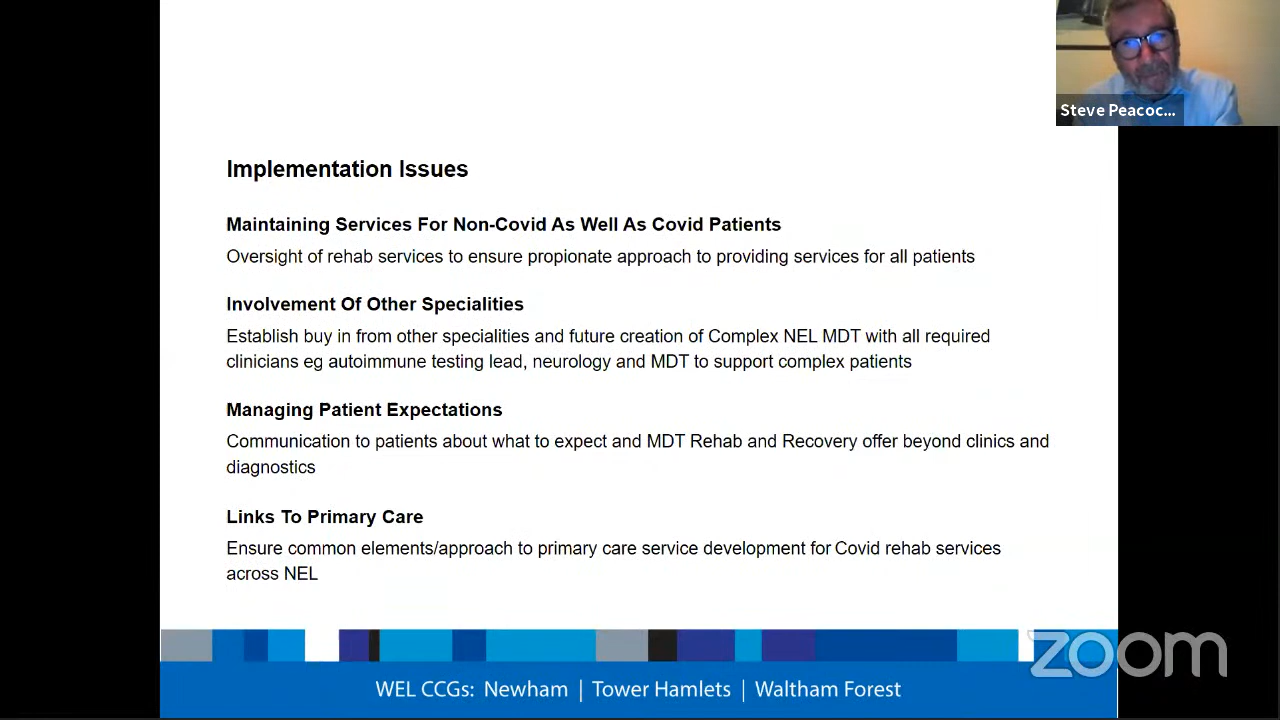 Steve Peacoc...
Implementation Issues
Maintaining Services For Non-Covid As Well As Covid Patients
Oversight of rehab services to ensure propionate approach to providing services for all patients
Involvement Of Other Specialities
Establish buy in from other specialities and future creation of Complex NEL MDT with all required
clinicians eg autoimmune testing lead, neurology and MDT to support complex patients
Managing Patient Expectations
Communication to patients about what to expect and MDT Rehab and Recovery offer beyond clinics and
diagnostics
Links To Primary Care
Ensure common elements/approach to primary care service development for Covid rehab services
across NEL
zoom
WEL CCGs: Newham | Tower Hamlets | Waltham Forest